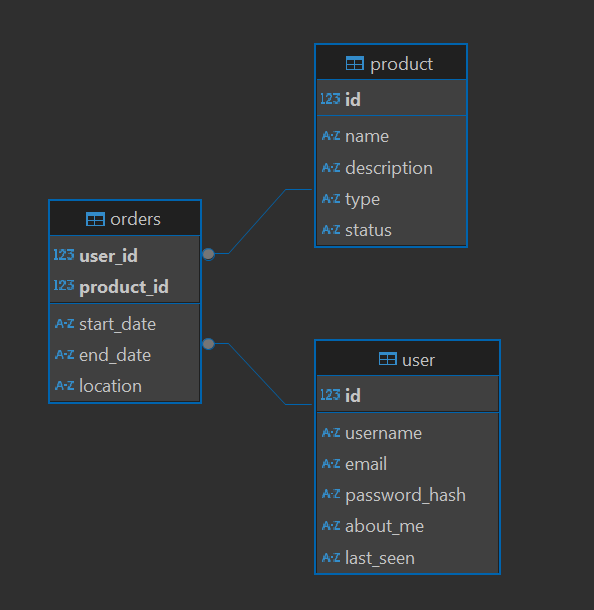 product
123 id
A-Z name
A-Z description
A-Z type
A-Z status
orders
123 user_id
123 product_id
A-Z start_date
A-Z end_date
A-Z location
user
123 id
A-Z username
A-Z email
A-Z password_hash
A-Z about_me
A-Z last_seen